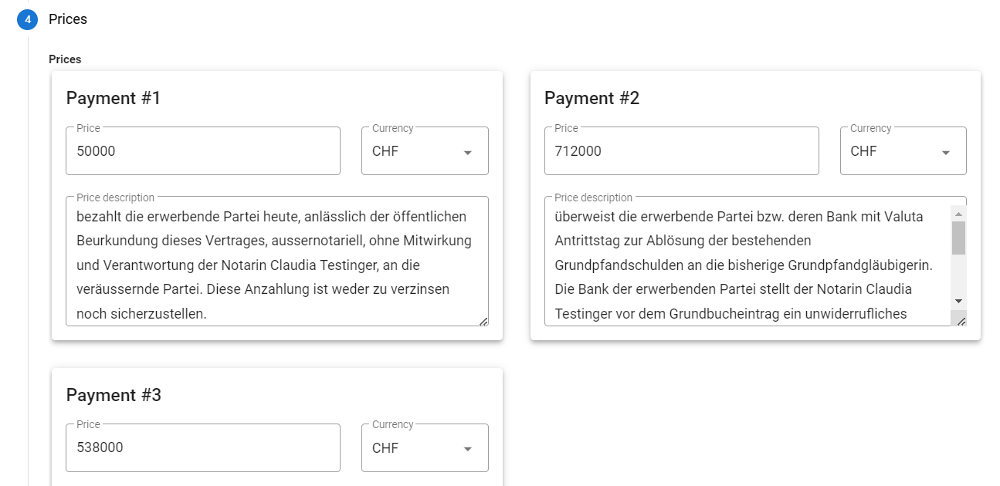 4 Prices
Prices
Payment #1
Price
50000
Currency
CHF
Price description
bezahlt die erwerbende Partei heute, anlässlich der öffentlichen
Beurkundung dieses Vertrages, aussernotariell, ohne Mitwirkung
und Verantwortung der Notarin Claudia Testinger, an die
veräussernde Partei. Diese Anzahlung ist weder zu verzinsen
noch sicherzustellen.
Payment #2
Price
712000
Currency
CHF
Price description
überweist die erwerbende Partei bzw. deren Bank mit Valuta
Antrittstag zur Ablösung der bestehenden
Grundpfandschulden an die bisherige Grundpfandgläubigerin.
Die Bank der erwerbenden Partei stellt der Notarin Claudia
Testinger vor dem Grundbucheintrag ein unwiderrufliches
Payment #3
Price
538000
Currency
CHF